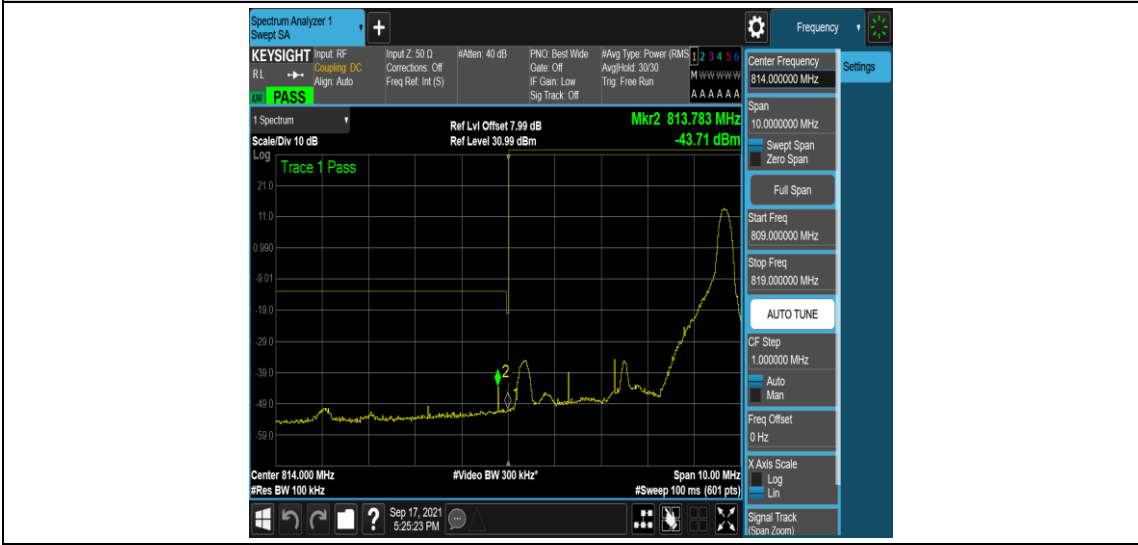 Spectrum Analyzer 1
Swept SA
+
Frequency
KEYSIGHT
RL
PASS
Input: RF
Coupling: DC
Align: Auto
Input Z: 50 Ω
Corrections: Off
Freq Ref: Int (S)
#Atten: 40 dB
PNO: Best Wide
Gate: Off
IF Gain: Low
Sig Track: Off
#Avg Type: Power (RMS
Avg|Hold: 30/30
Trig: Free Run
1 2 3 4 5 6
M W W W W W
A A A A A A
1 Spectrum
Scale/Div 10 dB
Ref Lvl Offset 7.99 dB
Ref Level 30.99 dBm
Mkr2 813.783 MHz
-43.71 dBm
Log
Trace 1 Pass
21.0
11.0
0.990
-9.01
-19.0
-29.0
-39.0
-49.0
-59.0
2
1
Center 814.000 MHz
#Video BW 300 kHz*
Span 10.00 MHz
#Res BW 100 kHz
#Sweep 100 ms (601 pts)
?
Sep 17, 2021
5:25:23 PM
Center Frequency
814.000000 MHz
Settings
Span
10.0000000 MHz
Swept Span
Zero Span
Full Span
Start Freq
809.000000 MHz
Stop Freq
819.000000 MHz
AUTO TUNE
CF Step
1.000000 MHz
Auto
Man
Freq Offset
0 Hz
X Axis Scale
Log
Lin
Signal Track
(Span Zoom)